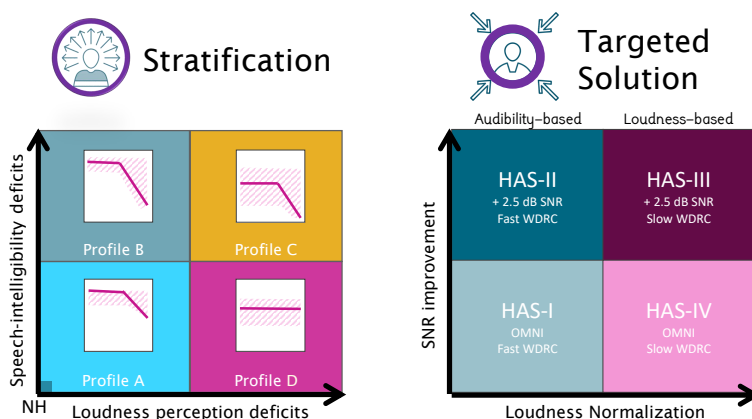 Stratification
Targeted
Solution
Audibility-based
Loudness-based
Speech-intelligibility deficits
Profile B
Profile C
Profile A
Profile D
NH
Loudness perception deficits
SNR improvement
HAS-II
+ 2.5 dB SNR
Fast WDRC
HAS-III
+ 2.5 dB SNR
Slow WDRC
HAS-I
OMNI
Fast WDRC
HAS-IV
OMNI
Slow WDRC
Loudness Normalization